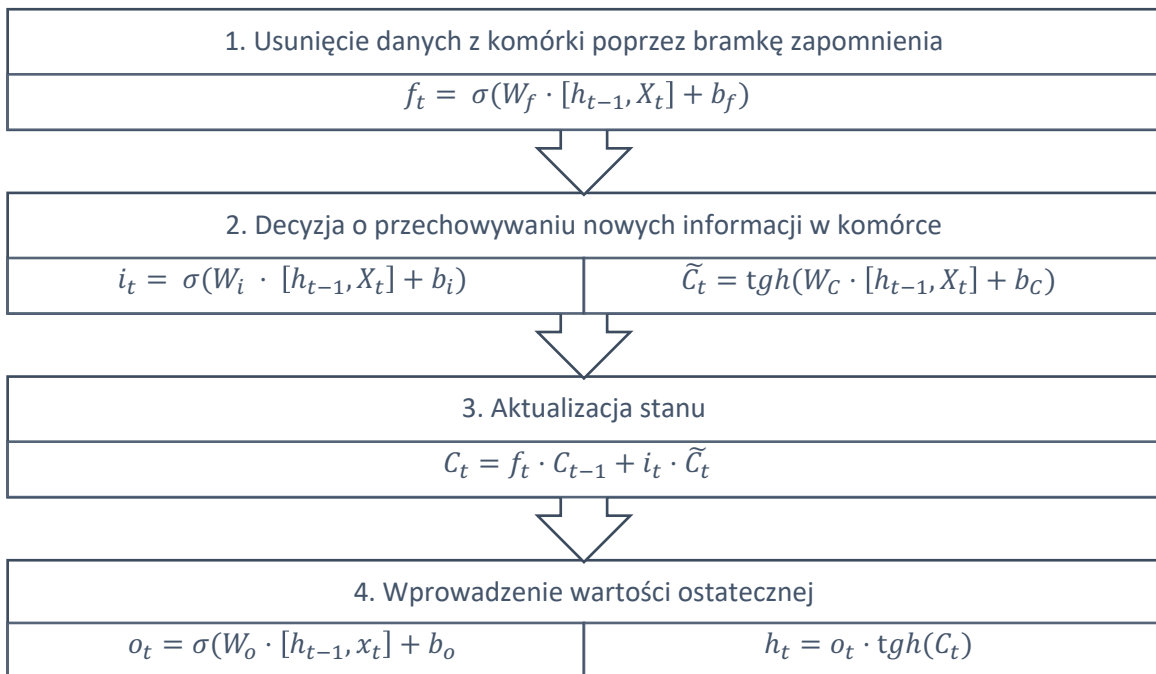 1. Usunięcie danych z komórki poprzez bramkę zapomnienia
f_t = σ(W_f · [h_{t−1}, X_t] + b_f)
2. Decyzja o przechowywaniu nowych informacji w komórce
i_t = σ(W_i · [h_{t−1}, X_t] + b_i)
C̃_t = tgh(W_C · [h_{t−1}, X_t] + b_C)
3. Aktualizacja stanu
C_t = f_t · C_{t−1} + i_t · C̃_t
4. Wprowadzenie wartości ostatecznej
o_t = σ(W_o · [h_{t−1}, x_t] + b_o
h_t = o_t · tgh(C_t)